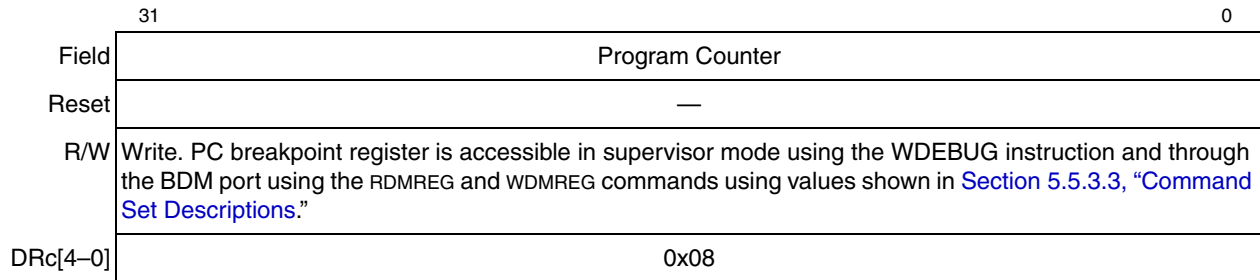 31 0
Field Program Counter
Reset —
R/W Write. PC breakpoint register is accessible in supervisor mode using the WDEBUG instruction and through
the BDM port using the RDMREG and WDMREG commands using values shown in Section 5.5.3.3, “Command
Set Descriptions.”
DRc[4–0] 0x08